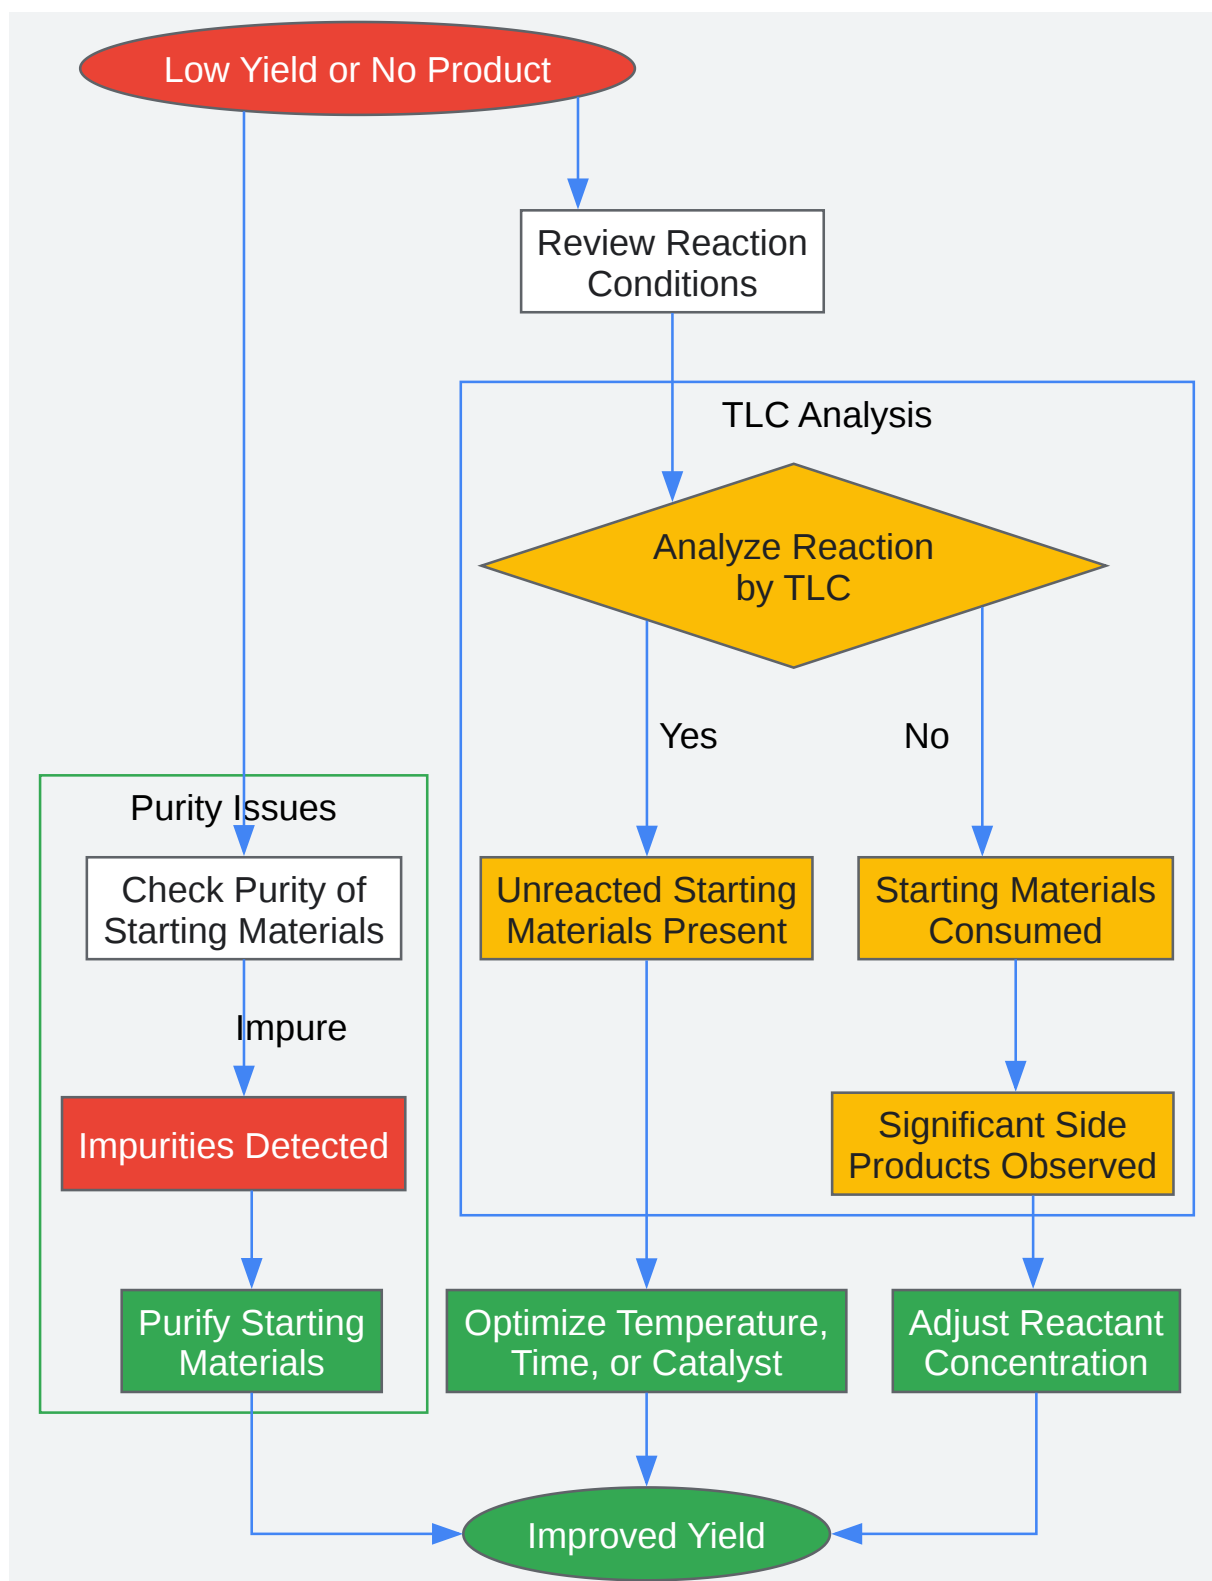 Low Yield or No Product
Review Reaction
Conditions
TLC Analysis
Analyze Reaction
by TLC
Yes
No
Purity Issues
Check Purity of
Starting Materials
Unreacted Starting
Materials Present
Starting Materials
Consumed
Impure
Impurities Detected
Significant Side
Products Observed
Purify Starting
Materials
Optimize Temperature,
Time, or Catalyst
Adjust Reactant
Concentration
Improved Yield